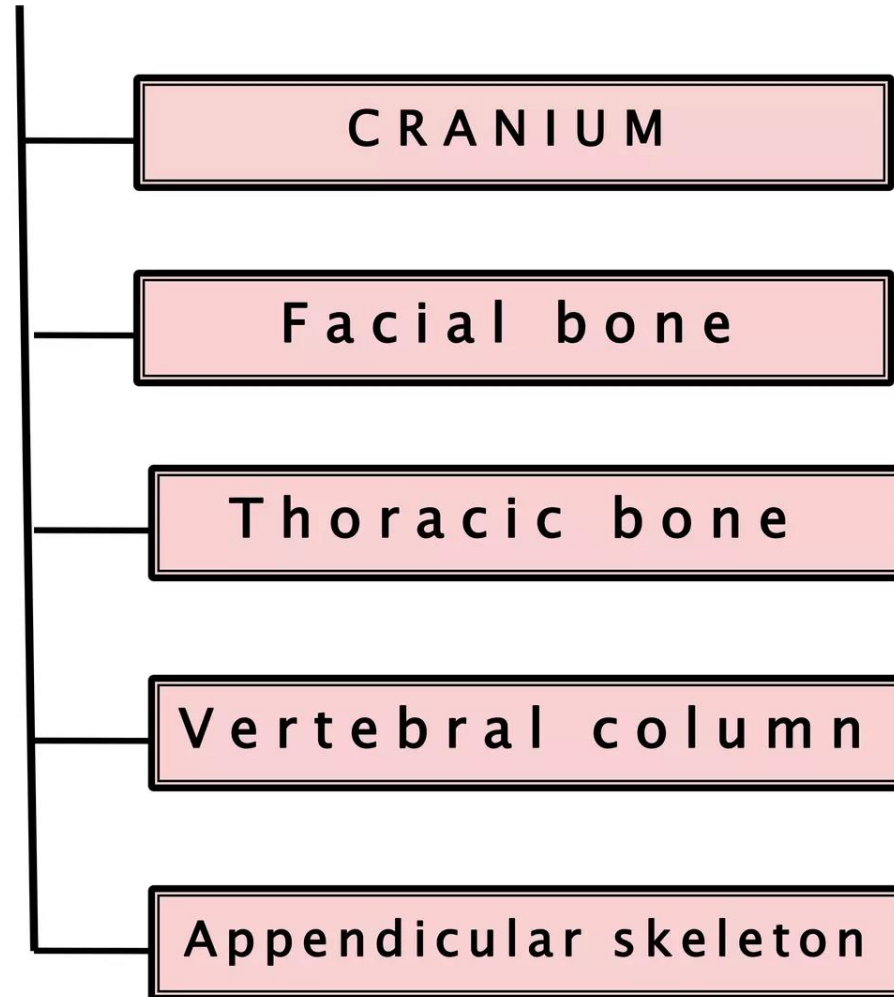 CRANIUM
Facial bone
Thoracic bone
Vertebral column
Appendicular skeleton